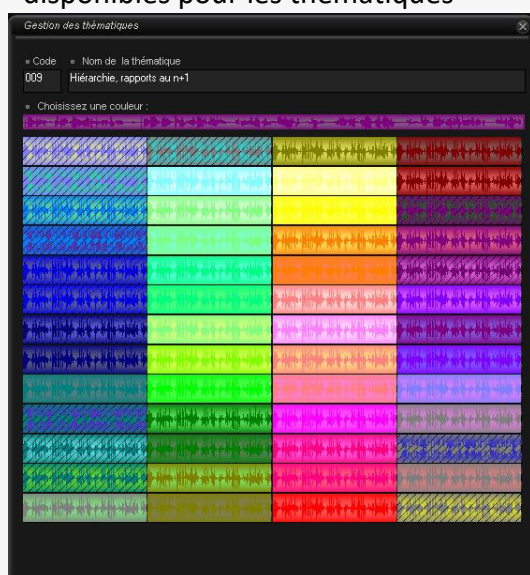 disponibles pour les thématiques
Gestion des thématiques
Code Nom de la thématique
009 Hiérarchie, rapports au n+1
Choisissez une couleur :